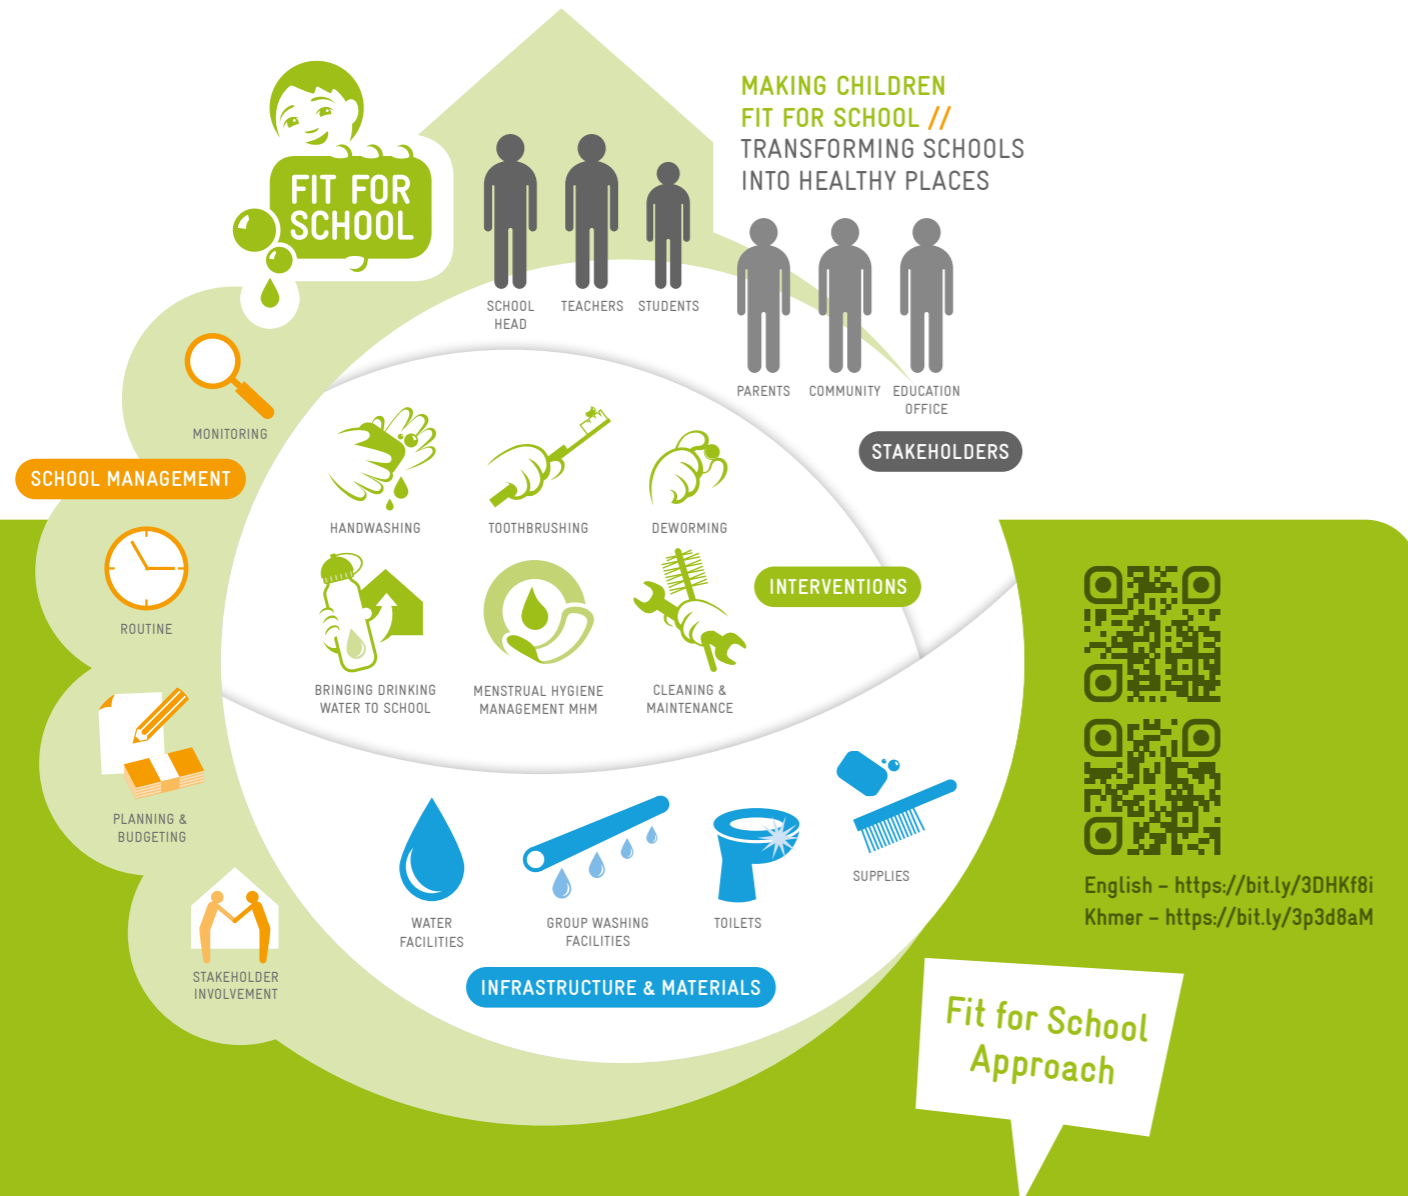 MAKING CHILDREN
FIT FOR SCHOOL //
TRANSFORMING SCHOOLS
INTO HEALTHY PLACES
FIT FOR
SCHOOL
SCHOOL
HEAD
TEACHERS
STUDENTS
PARENTS
COMMUNITY
EDUCATION
OFFICE
STAKEHOLDERS
MONITORING
SCHOOL MANAGEMENT
ROUTINE
PLANNING &
BUDGETING
STAKEHOLDER
INVOLVEMENT
HANDWASHING
TOOTHBRUSHING
DEWORMING
INTERVENTIONS
BRINGING DRINKING
WATER TO SCHOOL
MENSTRUAL HYGIENE
MANAGEMENT MHM
CLEANING &
MAINTENANCE
WATER
FACILITIES
GROUP WASHING
FACILITIES
TOILETS
SUPPLIES
INFRASTRUCTURE & MATERIALS
English – https://bit.ly/3DHKf8i
Khmer – https://bit.ly/3p3d8aM
Fit for School
Approach